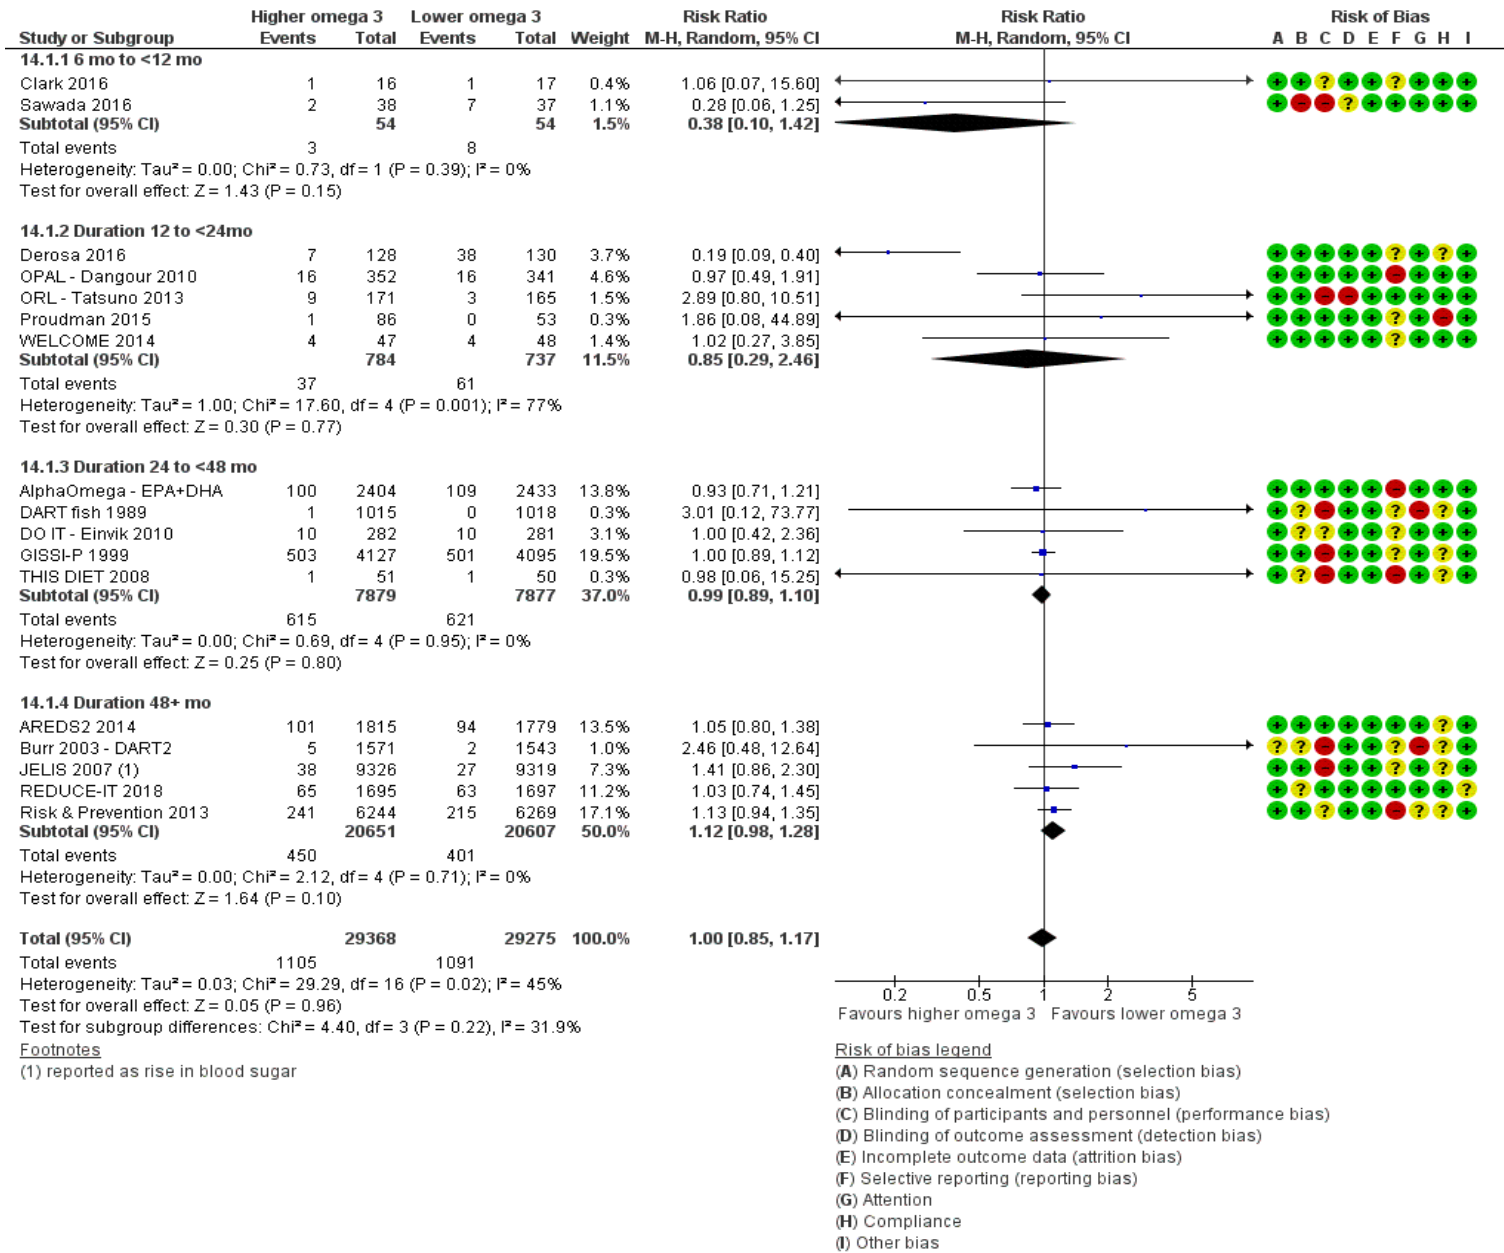 Higher omega 3 Lower omega 3 Risk Ratio Risk Ratio Risk of Bias
Study or Subgroup Events Total Events Total Weight M-H, Random, 95% CI M-H, Random, 95% CI A B C D E F G H I
14.1.1 6 mo to <12 mo
Clark 2016 1 16 1 17 0.4% 1.06 [0.07, 15.60] + + ? + + ? + + +
Sawada 2016 2 38 7 37 1.1% 0.28 [0.06, 1.25] + - - ? + + + + +
Subtotal (95% CI) 54 54 1.5% 0.38 [0.10, 1.42]
Total events 3 8
Heterogeneity: Tau² = 0.00; Chi² = 0.73, df = 1 (P = 0.39); I² = 0%
Test for overall effect: Z = 1.43 (P = 0.15)
14.1.2 Duration 12 to <24mo
Derosa 2016 7 128 38 130 3.7% 0.19 [0.09, 0.40] + + + + + ? + ? +
OPAL - Dangour 2010 16 352 16 341 4.6% 0.97 [0.49, 1.91] + + + + + - + + +
ORL - Tatsuno 2013 9 171 3 165 1.5% 2.89 [0.80, 10.51] + + - - + + + + +
Proudman 2015 1 86 0 53 0.3% 1.86 [0.08, 44.89] + + + + + ? + - +
WELCOME 2014 4 47 4 48 1.4% 1.02 [0.27, 3.85] + + + + + ? + + +
Subtotal (95% CI) 784 737 11.5% 0.85 [0.29, 2.46]
Total events 37 61
Heterogeneity: Tau² = 1.00; Chi² = 17.60, df = 4 (P = 0.001); I² = 77%
Test for overall effect: Z = 0.30 (P = 0.77)
14.1.3 Duration 24 to <48 mo
AlphaOmega - EPA+DHA 100 2404 109 2433 13.8% 0.93 [0.71, 1.21] + + + + + - + + +
DART fish 1989 1 1015 0 1018 0.3% 3.01 [0.12, 73.77] + ? - + + ? - ? +
DO IT - Einvik 2010 10 282 10 281 3.1% 1.00 [0.42, 2.36] + ? ? + + ? + + +
GISSI-P 1999 503 4127 501 4095 19.5% 1.00 [0.89, 1.12] + + - + + ? + ? +
THIS DIET 2008 1 51 1 50 0.3% 0.98 [0.06, 15.25] + ? - + + - + ? +
Subtotal (95% CI) 7879 7877 37.0% 0.99 [0.89, 1.10]
Total events 615 621
Heterogeneity: Tau² = 0.00; Chi² = 0.69, df = 4 (P = 0.95); I² = 0%
Test for overall effect: Z = 0.25 (P = 0.80)
14.1.4 Duration 48+ mo
AREDS2 2014 101 1815 94 1779 13.5% 1.05 [0.80, 1.38] + + + + + + + ? +
Burr 2003 - DART2 5 1571 2 1543 1.0% 2.46 [0.48, 12.64] ? ? - + + ? - ? +
JELIS 2007 (1) 38 9326 27 9319 7.3% 1.41 [0.86, 2.30] + + - + + ? + ? +
REDUCE-IT 2018 65 1695 63 1697 11.2% 1.03 [0.74, 1.45] + ? + + + + + + ?
Risk & Prevention 2013 241 6244 215 6269 17.1% 1.13 [0.94, 1.35] + + ? + + - ? ? +
Subtotal (95% CI) 20651 20607 50.0% 1.12 [0.98, 1.28]
Total events 450 401
Heterogeneity: Tau² = 0.00; Chi² = 2.12, df = 4 (P = 0.71); I² = 0%
Test for overall effect: Z = 1.64 (P = 0.10)
Total (95% CI) 29368 29275 100.0% 1.00 [0.85, 1.17]
Total events 1105 1091
Heterogeneity: Tau² = 0.03; Chi² = 29.29, df = 16 (P = 0.02); I² = 45%
Test for overall effect: Z = 0.05 (P = 0.96)
Test for subgroup differences: Chi² = 4.40, df = 3 (P = 0.22), I² = 31.9%
0.2 0.5 1 2 5
Favours higher omega 3 Favours lower omega 3
Footnotes
(1) reported as rise in blood sugar
Risk of bias legend
(A) Random sequence generation (selection bias)
(B) Allocation concealment (selection bias)
(C) Blinding of participants and personnel (performance bias)
(D) Blinding of outcome assessment (detection bias)
(E) Incomplete outcome data (attrition bias)
(F) Selective reporting (reporting bias)
(G) Attention
(H) Compliance
(I) Other bias